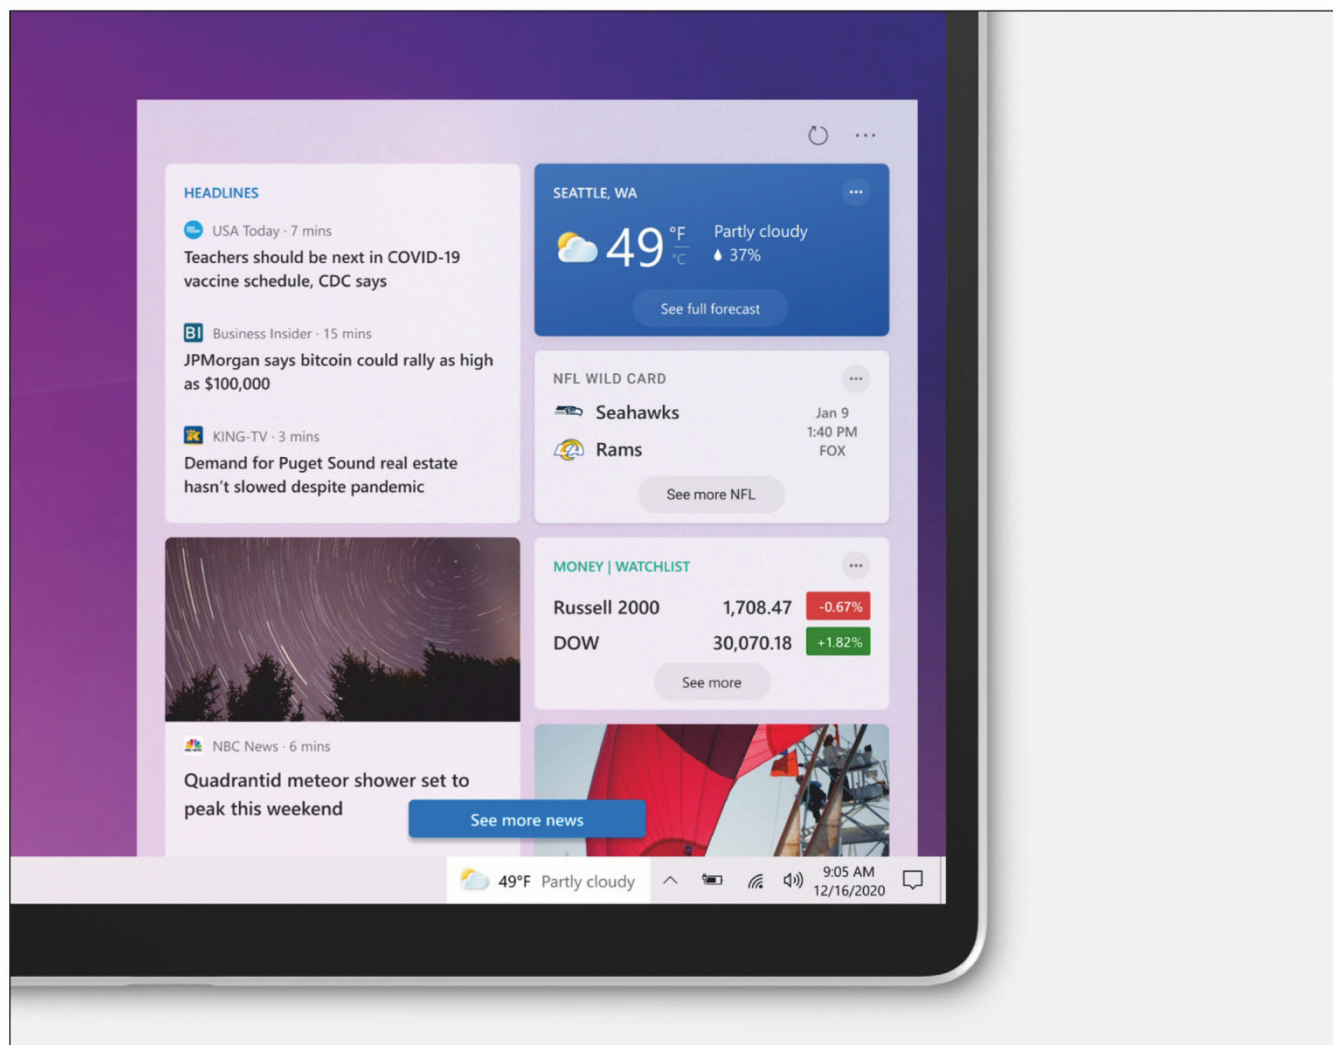 HEADLINES
USA Today · 7 mins
Teachers should be next in COVID-19
vaccine schedule, CDC says
BI Business Insider · 15 mins
JPMorgan says bitcoin could rally as high
as $100,000
KING-TV · 3 mins
Demand for Puget Sound real estate
hasn't slowed despite pandemic
NBC News · 6 mins
Quadrantid meteor shower set to
peak this weekend
SEATTLE, WA
49 °F
°C
Partly cloudy
37%
See full forecast
NFL WILD CARD
Seahawks
Rams
Jan 9
1:40 PM
FOX
See more NFL
MONEY | WATCHLIST
Russell 2000 1,708.47 -0.67%
DOW 30,070.18 +1.82%
See more
See more news
49°F Partly cloudy
9:05 AM
12/16/2020